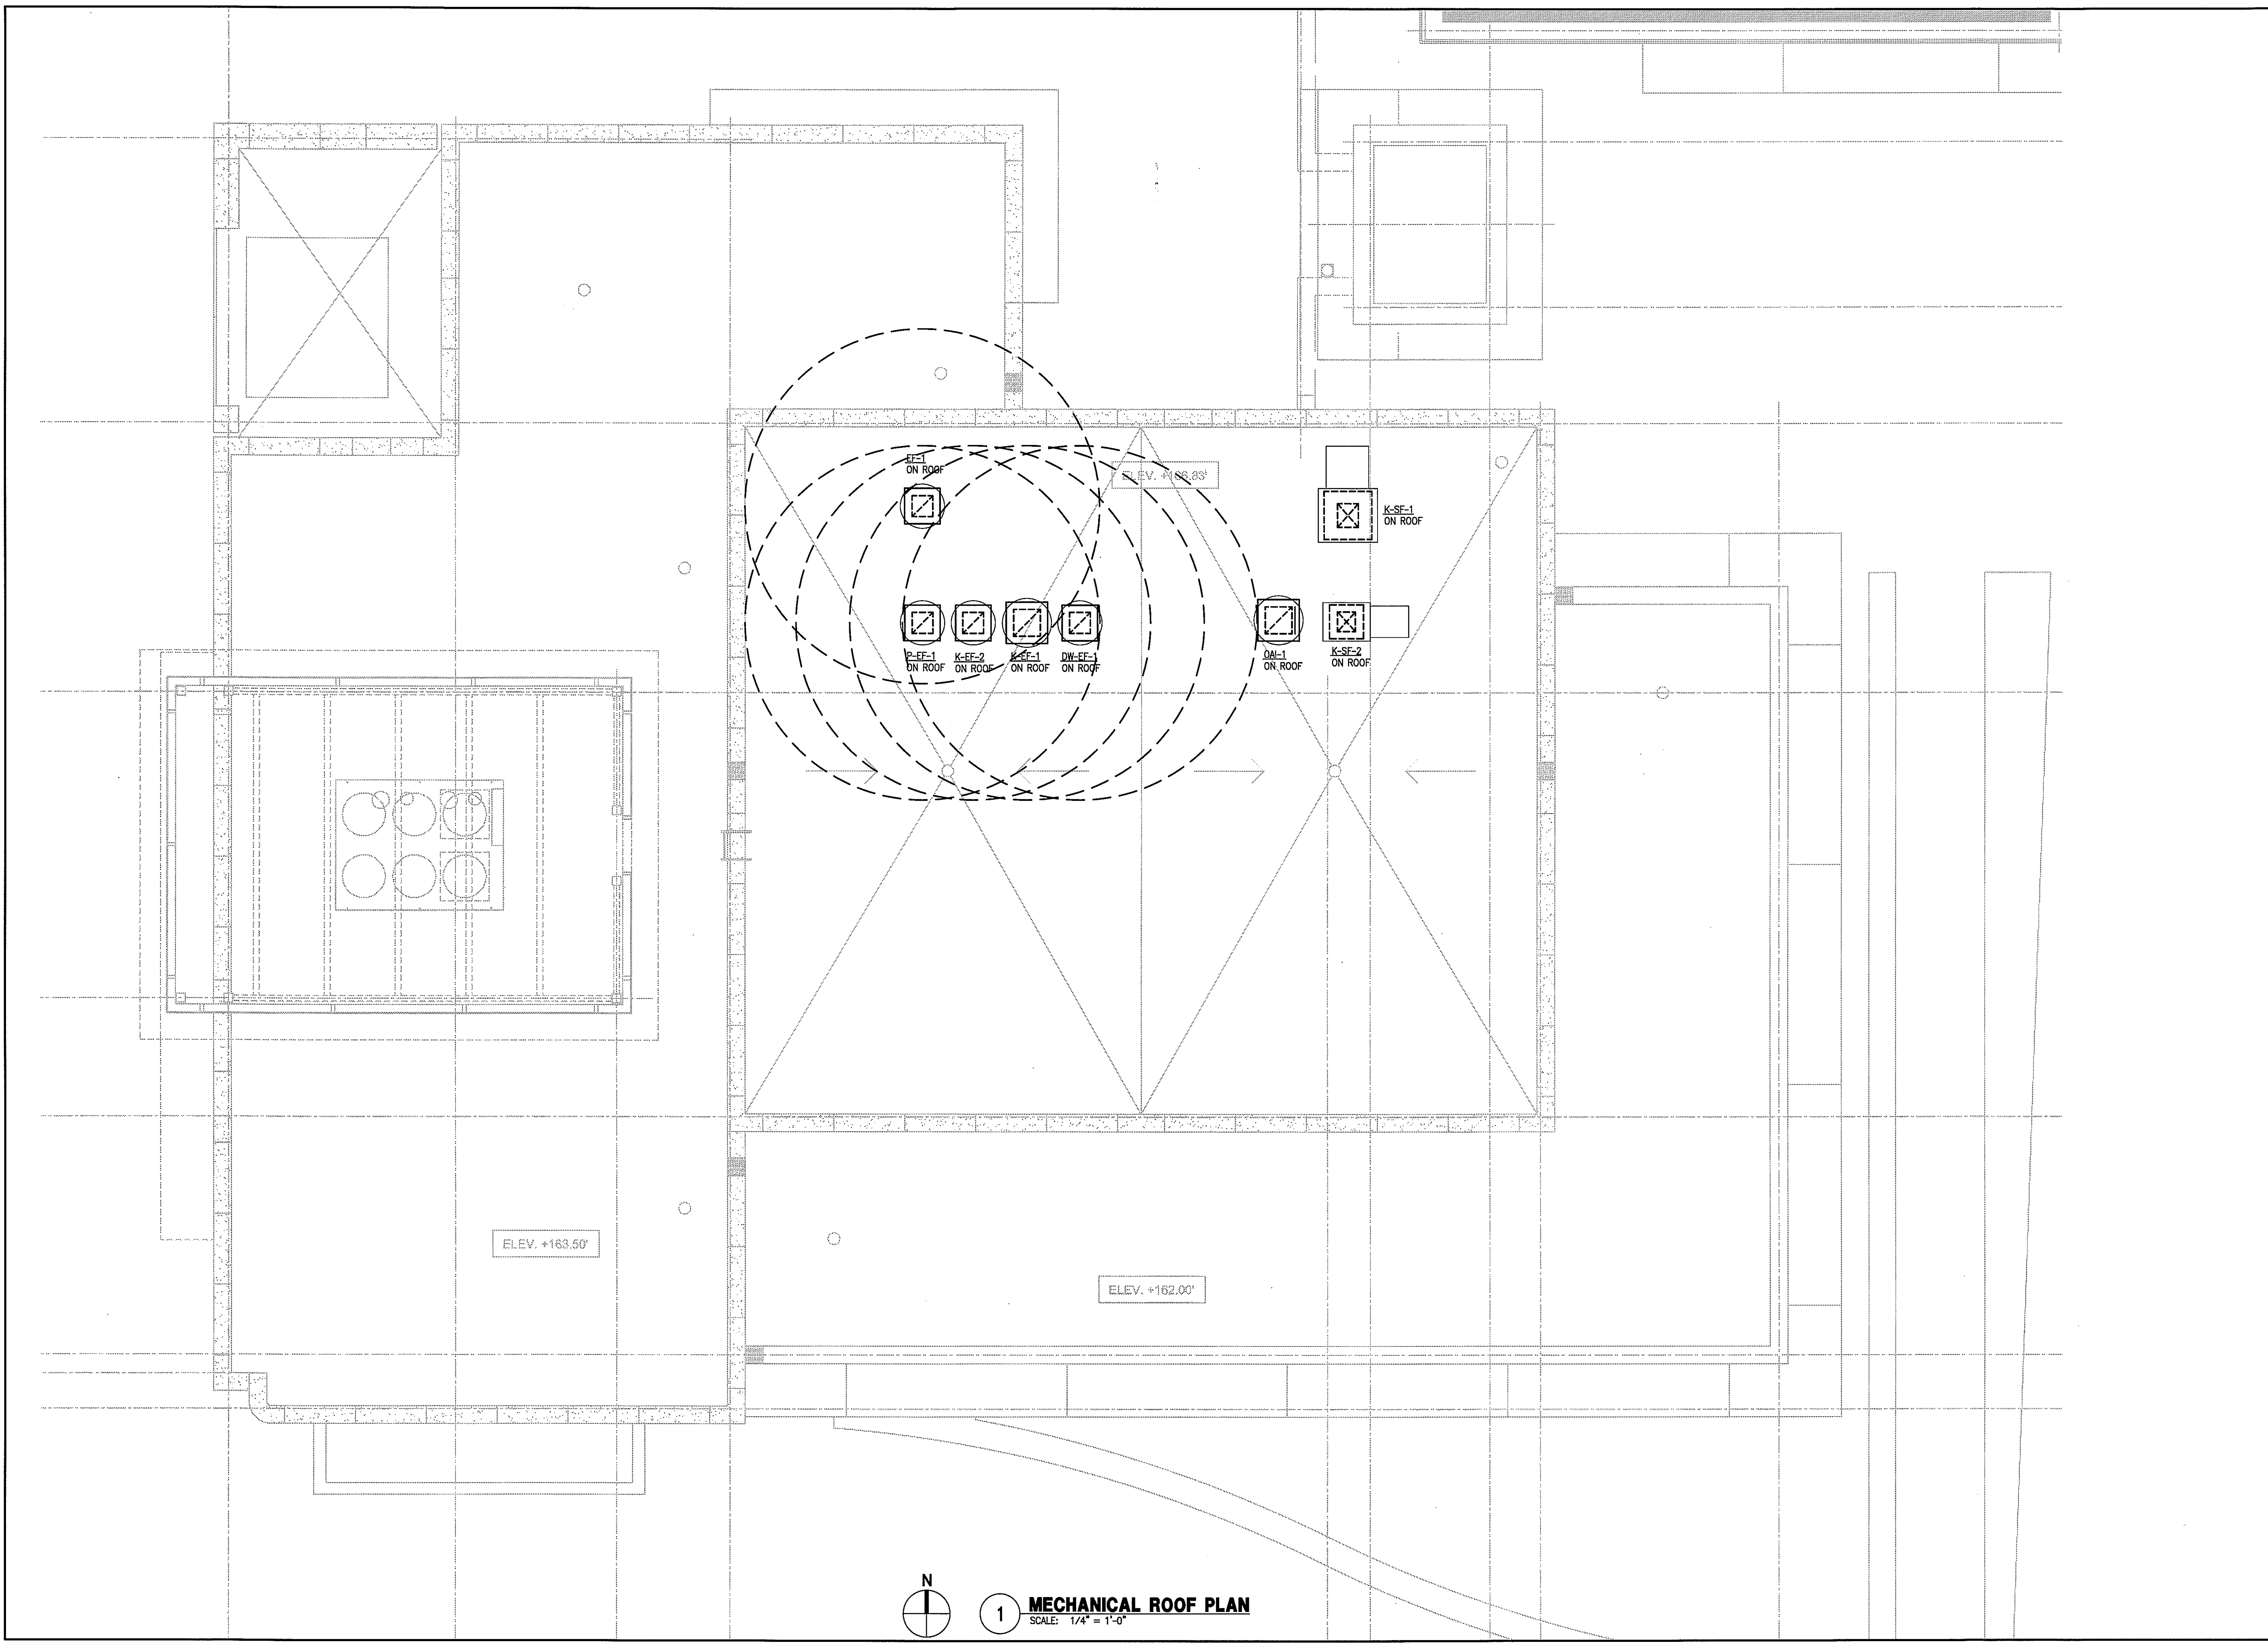 EF-1
ON ROOF
ELEV. +166.83'
K-SF-1
ON ROOF
P-EF-1
ON ROOF
K-EF-2
ON ROOF
K-EF-1
ON ROOF
DW-EF-1
ON ROOF
OAI-1
ON ROOF
K-SF-2
ON ROOF
ELEV. +163.50'
ELEV. +162.00'
N
1
MECHANICAL ROOF PLAN
SCALE: 1/4" = 1'-0"